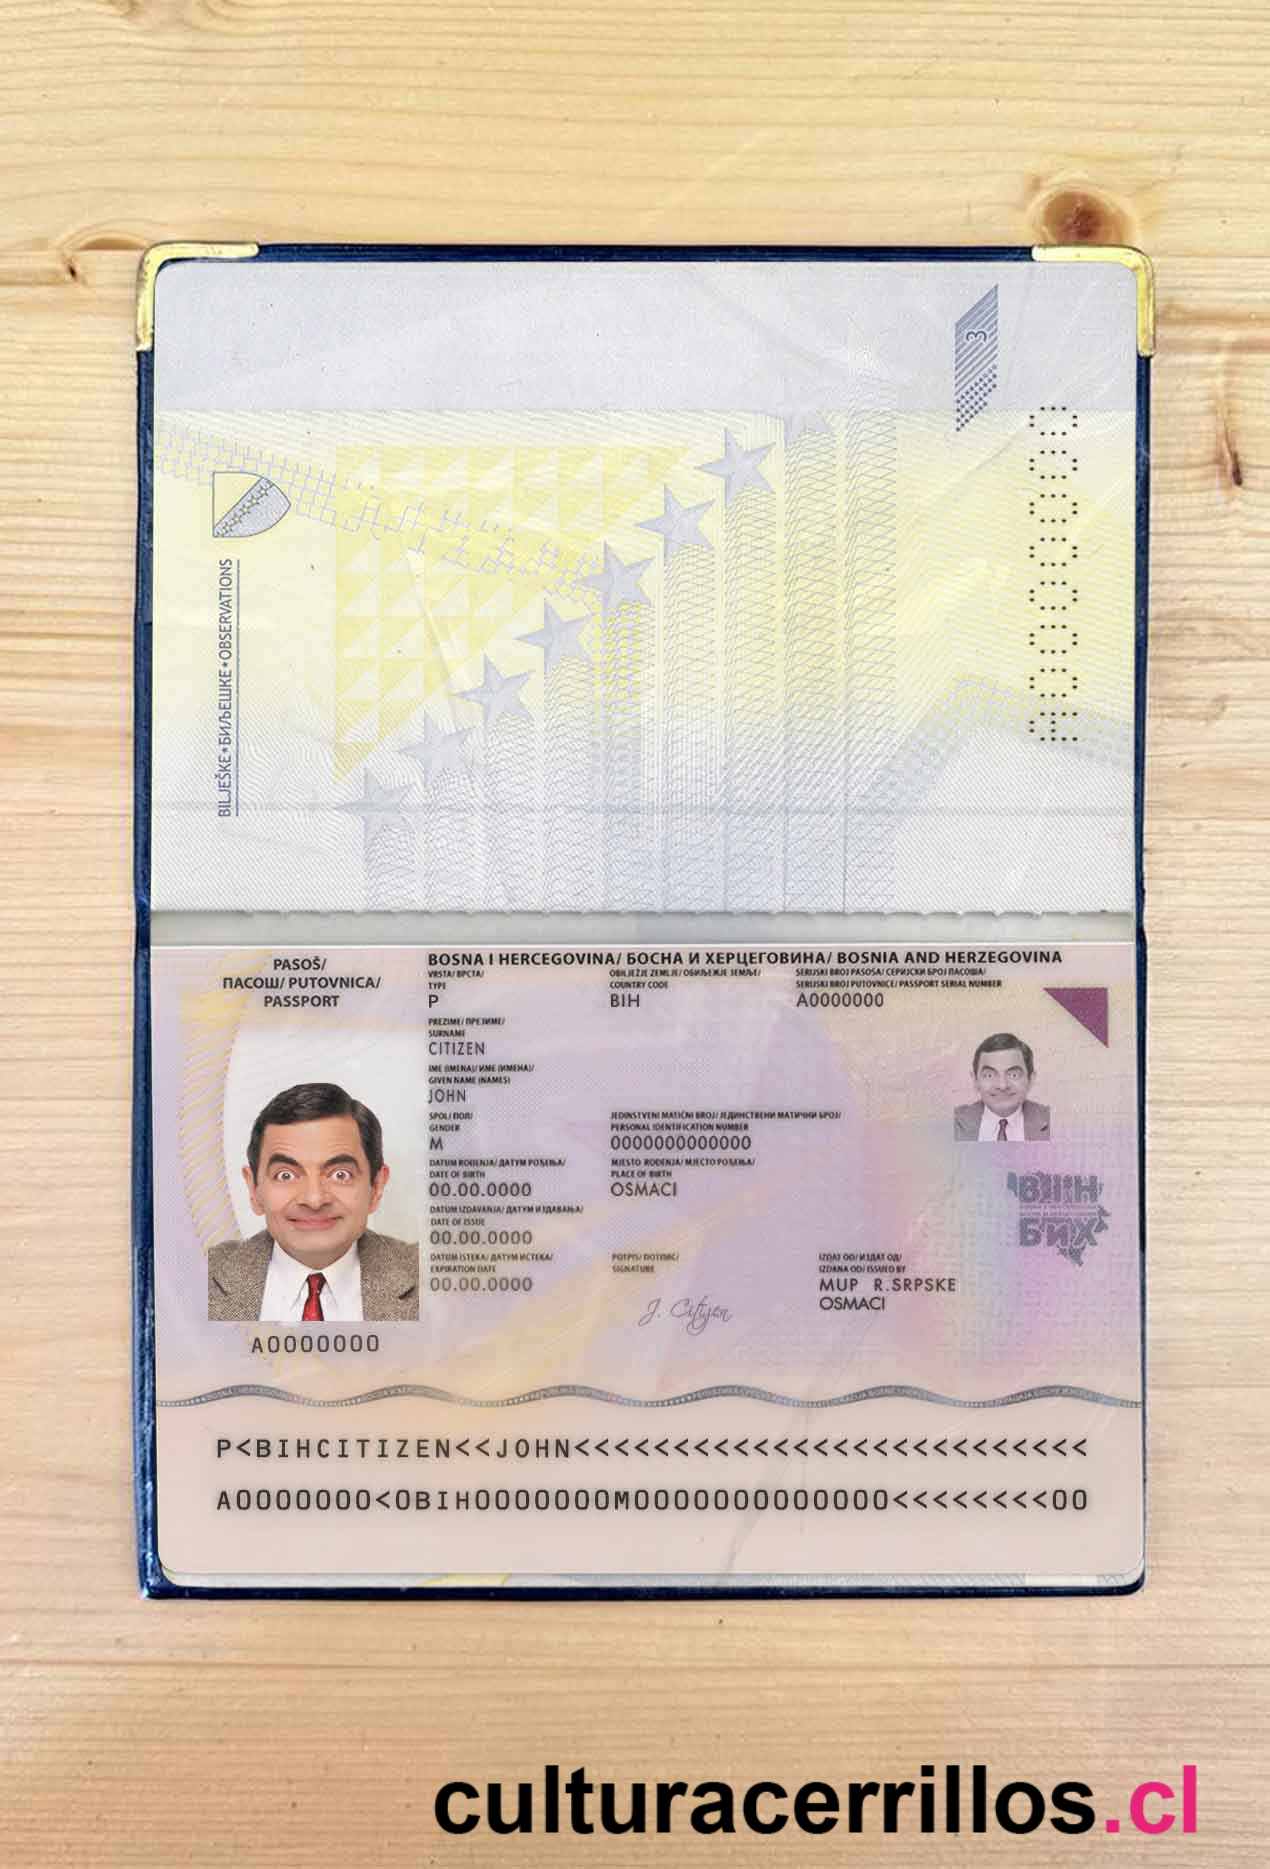 3
A0000000
BILJEŠKE•БИЉЕШКЕ•OBSERVATIONS
PASOŠ/
ПАСОШ/ PUTOVNICA/
PASSPORT
BOSNA I HERCEGOVINA/ БОСНА И ХЕРЦЕГОВИНА/ BOSNIA AND HERZEGOVINA
VRSTA/ ВРСТА/
TYPE
P
OBILJEŽJE ZEMLJE/ ОБИЉЕЖЈЕ ЗЕМЉЕ/
COUNTRY CODE
BIH
SERIJSKI BROJ PASOŠA/ СЕРИЈСКИ БРОЈ ПАСОША/
SERIJSKI BROJ PUTOVNICE/ PASSPORT SERIAL NUMBER
A0000000
PREZIME/ ПРЕЗИМЕ/
SURNAME
CITIZEN
IME (IMENA)/ ИМЕ (ИМЕНА)/
GIVEN NAME (NAMES)
JOHN
SPOL/ ПОЛ/
GENDER
M
JEDINSTVENI MATIČNI BROJ/ ЈЕДИНСТВЕНИ МАТИЧНИ БРОЈ/
PERSONAL IDENTIFICATION NUMBER
0000000000000
DATUM ROĐENJA/ ДАТУМ РОЂЕЊА/
DATE OF BIRTH
00.00.0000
MJESTO ROĐENJA/ МЈЕСТО РОЂЕЊА/
PLACE OF BIRTH
OSMACI
DATUM IZDAVANJA/ ДАТУМ ИЗДАВАЊА/
DATE OF ISSUE
00.00.0000
DATUM ISTEKA/ ДАТУМ ИСТЕКА/
EXPIRATION DATE
00.00.0000
POTPIS/ ПОТПИС/
SIGNATURE
J. Citizen
IZDAT OD/ ИЗДАТ ОД/
IZDANA OD/ ISSUED BY
MUP R.SRPSKE
OSMACI
BIH
БИХ
A0000000
P<BIHCITIZEN<<JOHN<<<<<<<<<<<<<<<<<<<<<<<<<<
A0000000<0BIH0000000M00000000000000<<<<<<<<00
culturacerrillos.cl